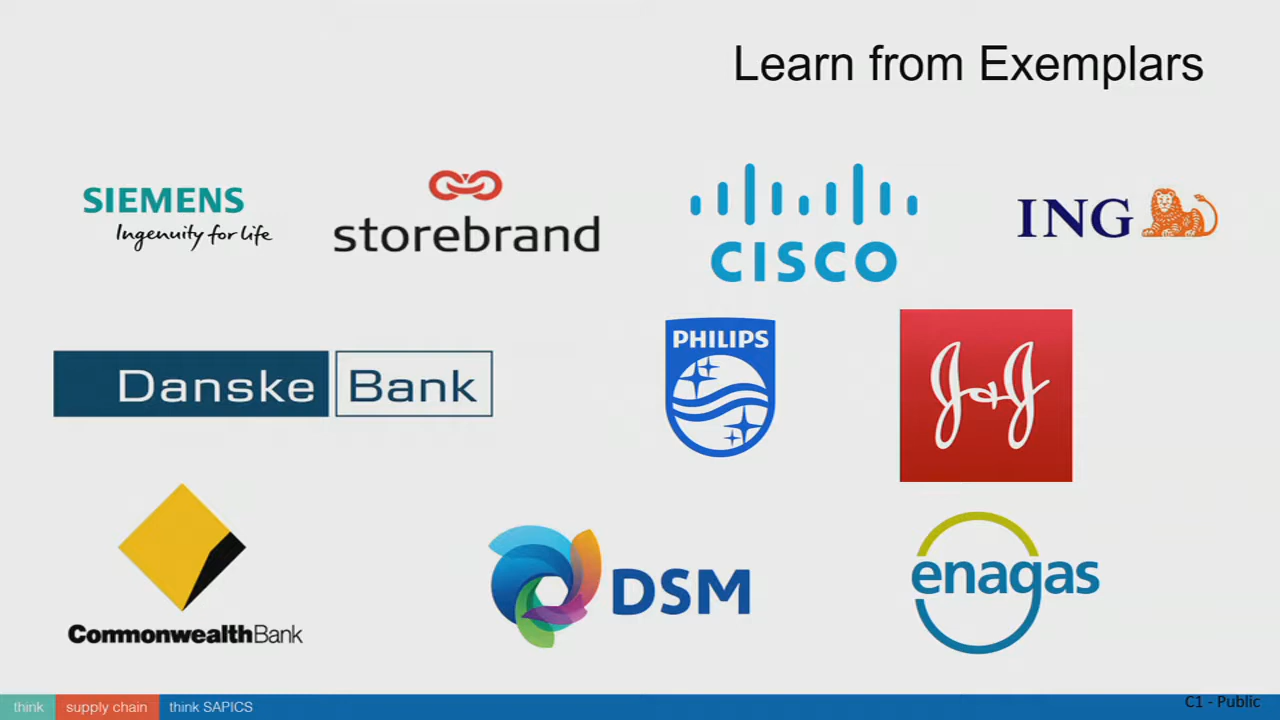 Learn from Exemplars
SIEMENS
Ingenuity for life
storebrand
CISCO
ING
Danske Bank
PHILIPS
J&J
CommonwealthBank
DSM
enagas
think supply chain think SAPICS
C1 - Public